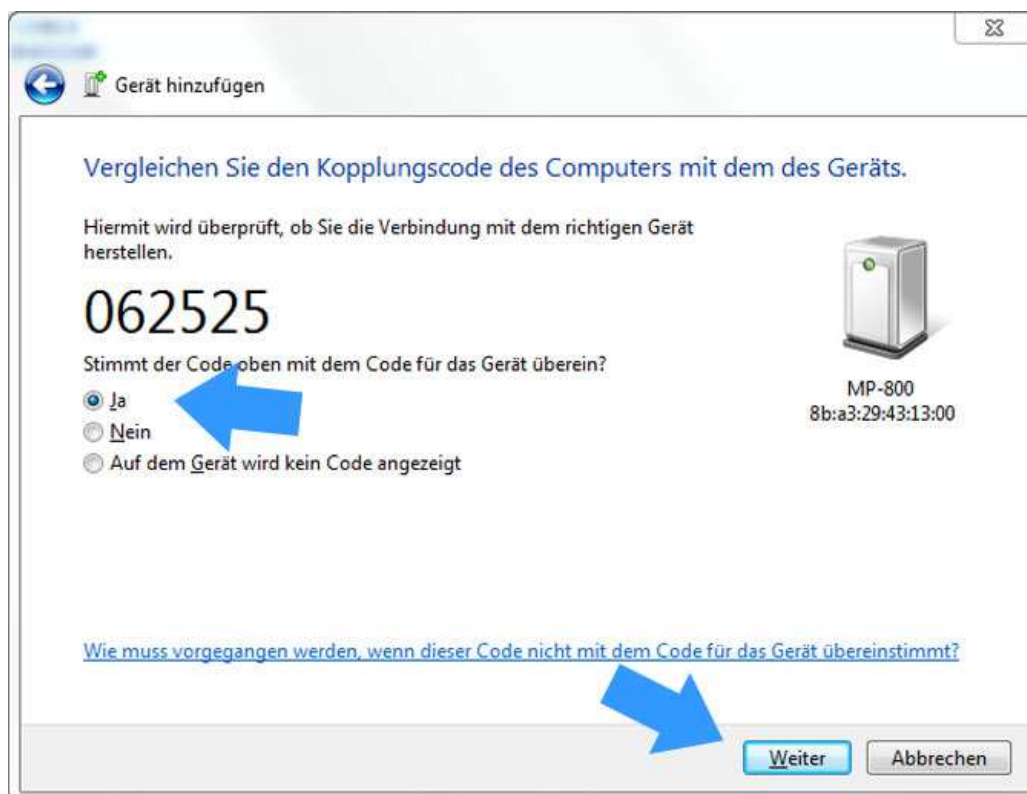 Gerät hinzufügen
Vergleichen Sie den Kopplungscode des Computers mit dem des Geräts.
Hiermit wird überprüft, ob Sie die Verbindung mit dem richtigen Gerät
herstellen.
062525
Stimmt der Code oben mit dem Code für das Gerät überein?
Ja
Nein
Auf dem Gerät wird kein Code angezeigt
MP-800
8b:a3:29:43:13:00
Wie muss vorgegangen werden, wenn dieser Code nicht mit dem Code für das Gerät übereinstimmt?
Weiter
Abbrechen